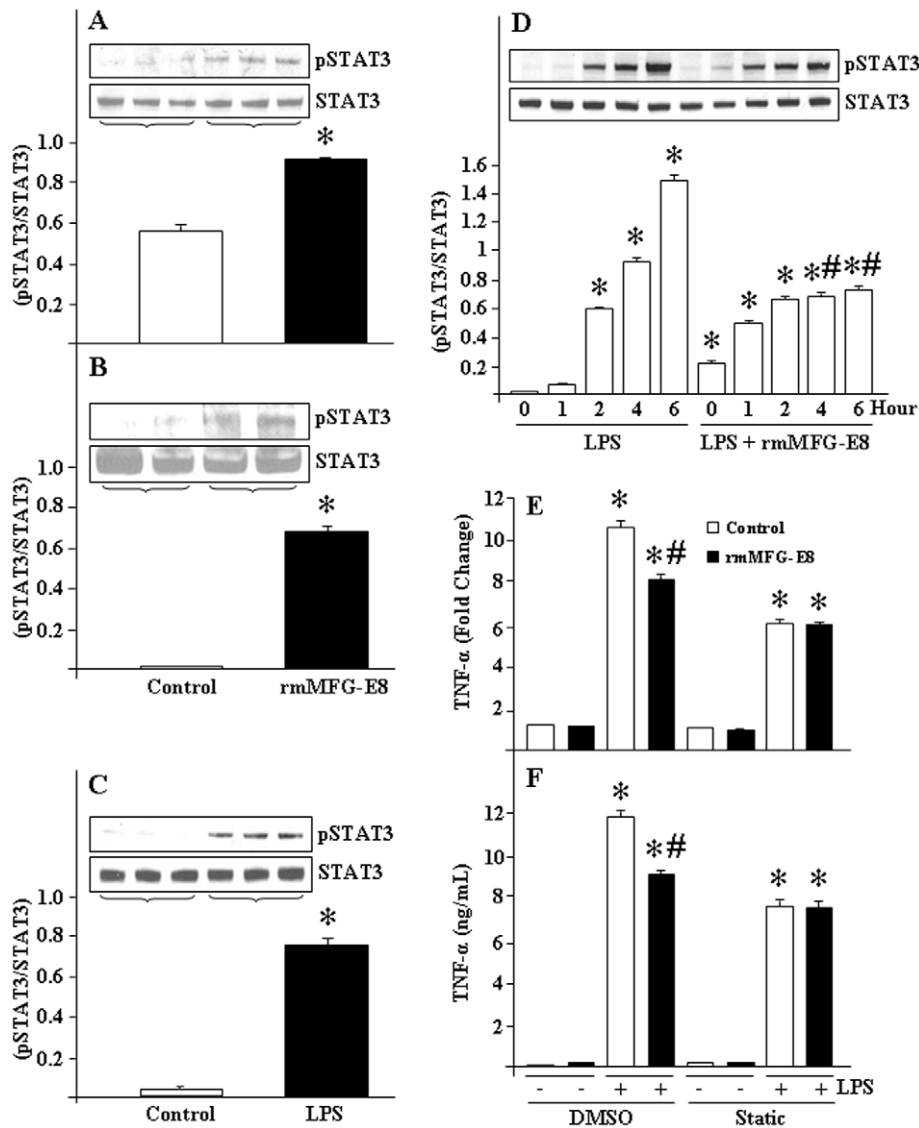 A
pSTAT3
STAT3
*
1.0
0.8
0.6
0.4
0.2
(pSTAT3/STAT3)
B
pSTAT3
STAT3
*
1.0
0.8
0.6
0.4
0.2
(pSTAT3/STAT3)
Control rmMFG-E8
C
pSTAT3
STAT3
*
1.0
0.8
0.6
0.4
0.2
(pSTAT3/STAT3)
Control LPS
D
pSTAT3
STAT3
1.6
1.2
1
0.8
0.6
0.4
0.2
(pSTAT3/STAT3)
* * * * * * *# *#
0 1 2 4 6 0 1 2 4 6 Hour
LPS LPS + rmMFG-E8
E
Control
rmMFG-E8
12
10
8
6
4
2
TNF-α (Fold Change)
* *# * *
F
12
10
8
6
4
2
TNF-α (ng/mL)
* *# * *
- - + + - - + + LPS
DMSO Static